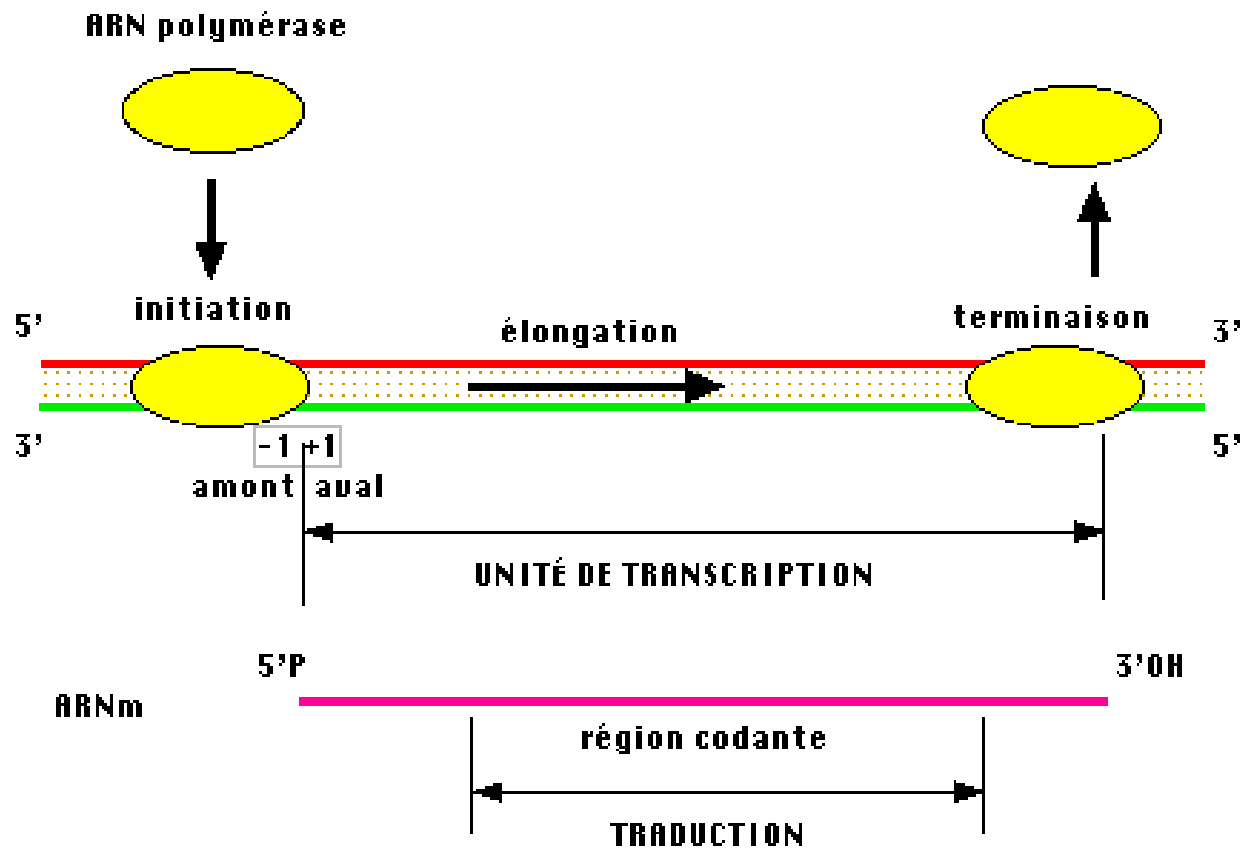 ARN polymérase
initiation
élongation
terminaison
5'
3'
3'
5'
-1 +1
amont aval
UNITÉ DE TRANSCRIPTION
5'P
3'OH
ARNm
région codante
TRADUCTION